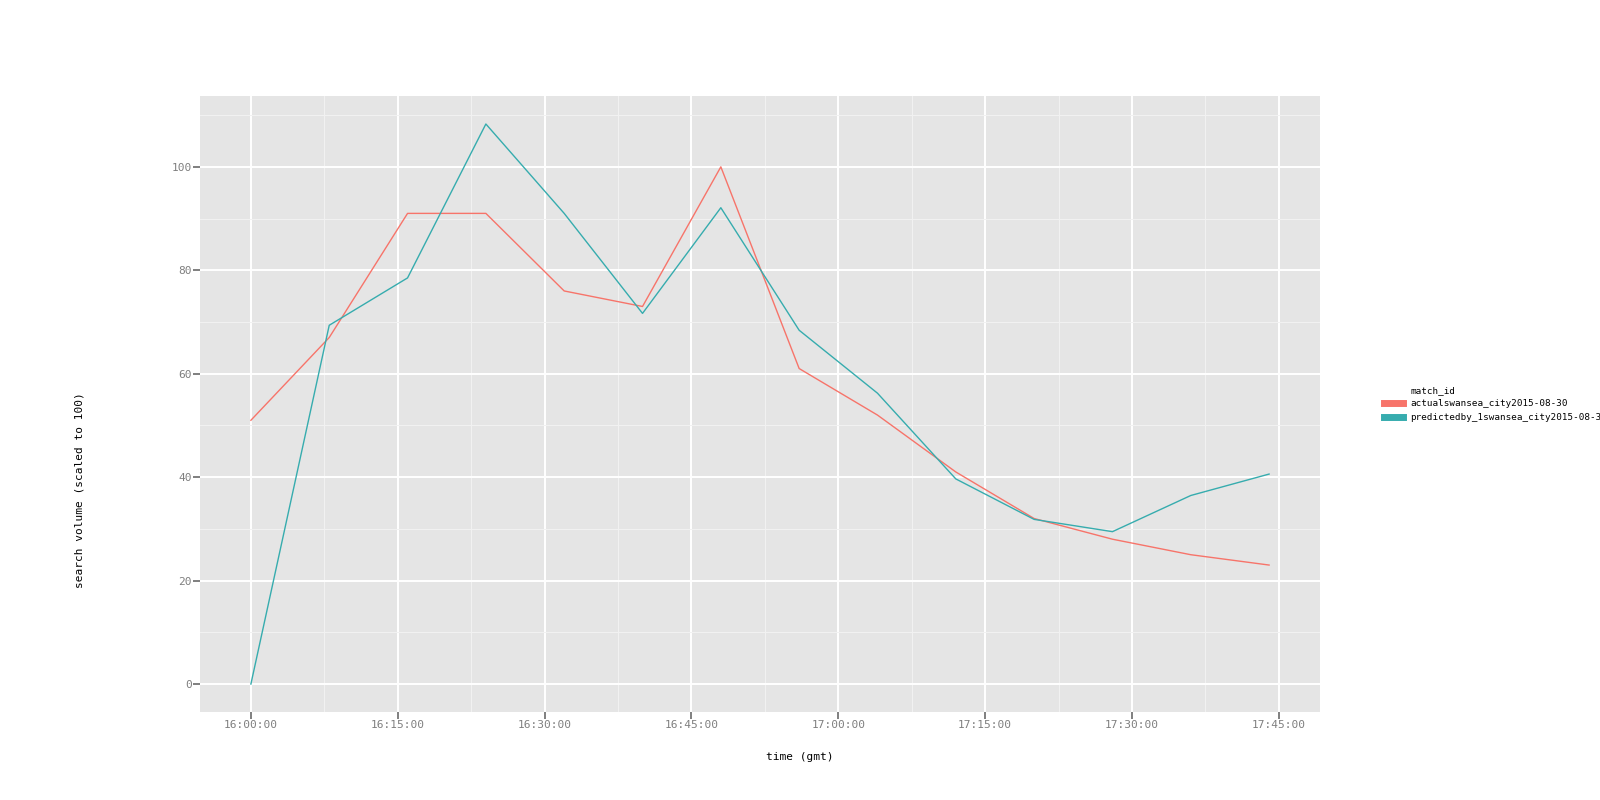 100
80
60
40
20
0
search volume (scaled to 100)
16:00:00 16:15:00 16:30:00 16:45:00 17:00:00 17:15:00 17:30:00 17:45:00
time (gmt)
match_id
actualswansea_city2015-08-30
predictedby_1swansea_city2015-08-3